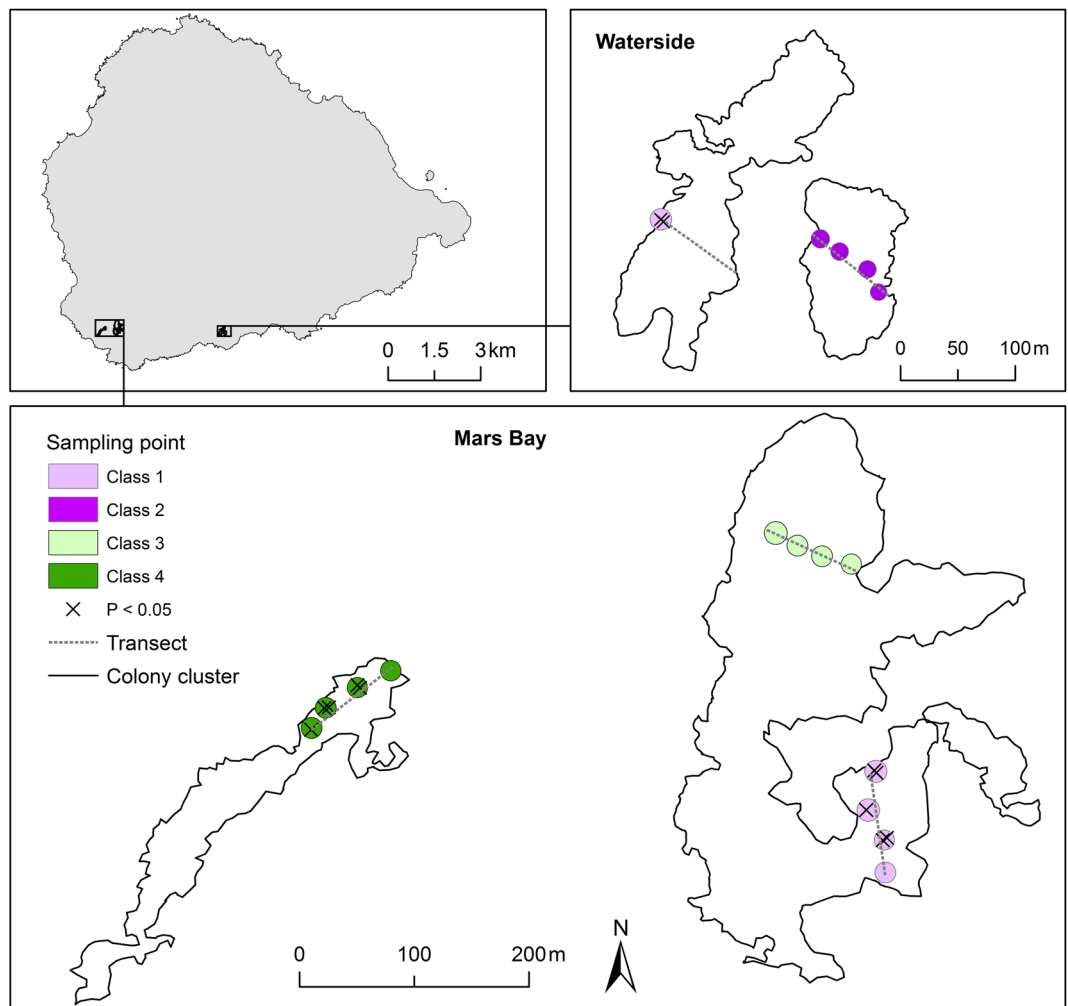 0 1.5 3 km
Waterside
0 50 100 m
Mars Bay
Sampling point
Class 1
Class 2
Class 3
Class 4
P < 0.05
Transect
Colony cluster
0 100 200 m
N